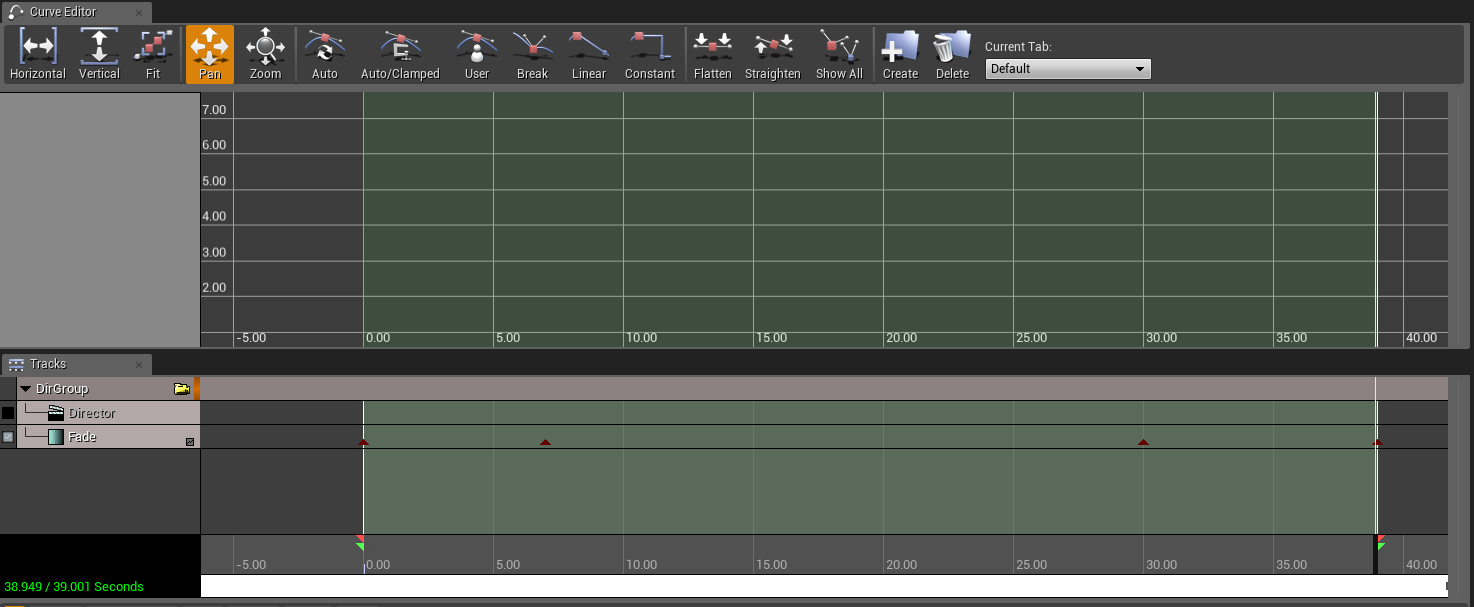 Curve Editor
Horizontal Vertical Fit Pan Zoom Auto Auto/Clamped User Break Linear Constant Flatten Straighten Show All Create Delete
Current Tab:
Default
7.00
6.00
5.00
4.00
3.00
2.00
-5.00 0.00 5.00 10.00 15.00 20.00 25.00 30.00 35.00 40.00
Tracks
DirGroup
Director
Fade
-5.00 0.00 5.00 10.00 15.00 20.00 25.00 30.00 35.00 40.00
38.949 / 39.001 Seconds